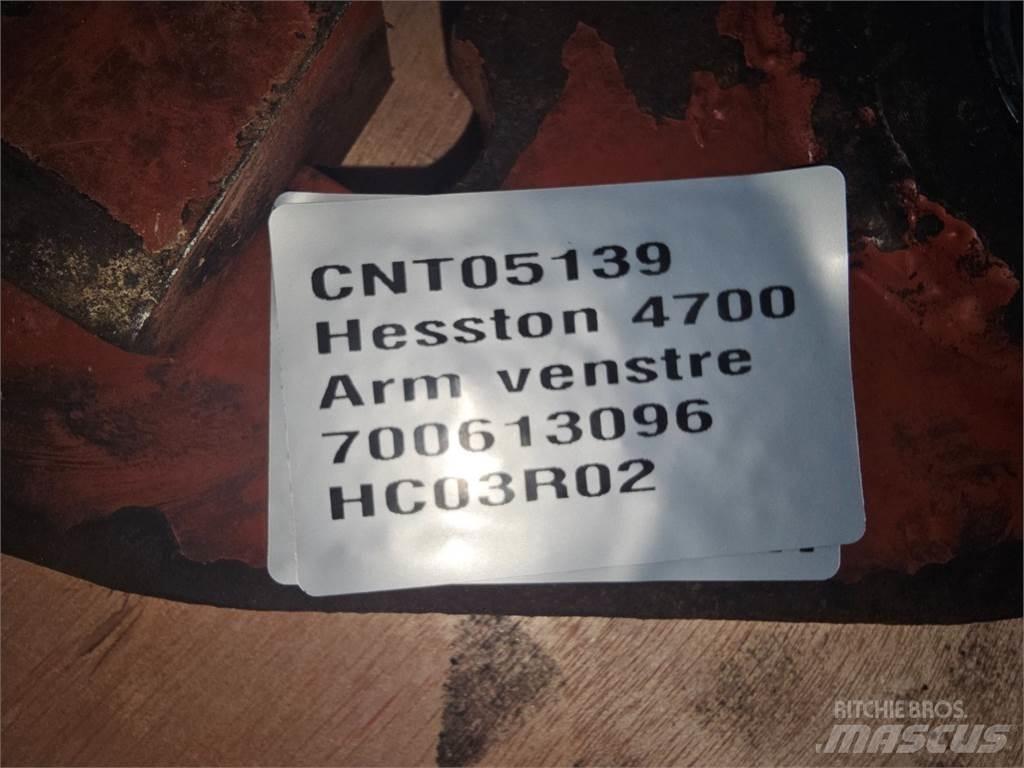 CNT05139
Hesston 4700
Arm venstre
700613096
HC03R02
RITCHIE BROS.
MASCUS